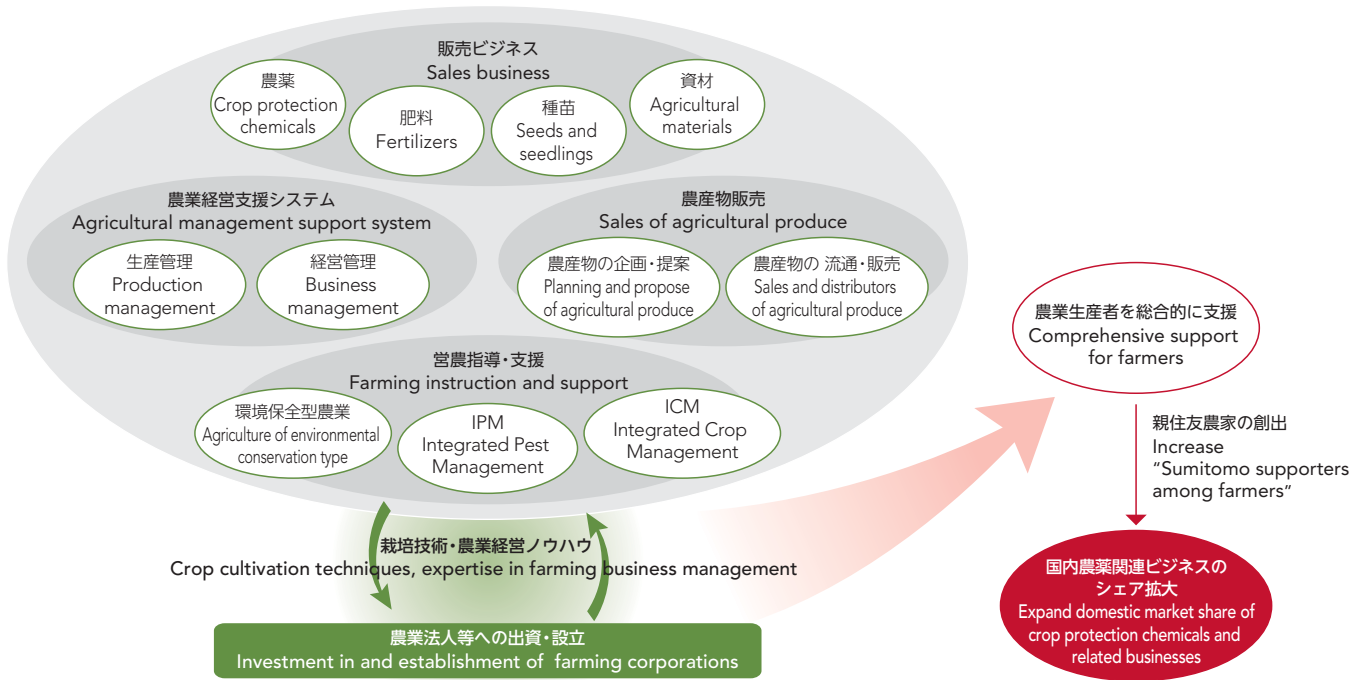 販売ビジネス
Sales business
農薬
Crop protection
chemicals
肥料
Fertilizers
種苗
Seeds and
seedlings
資材
Agricultural
materials
農業経営支援システム
Agricultural management support system
生産管理
Production
management
経営管理
Business
management
農産物販売
Sales of agricultural produce
農産物の企画・提案
Planning and propose
of agricultural produce
農産物の 流通・販売
Sales and distributors
of agricultural produce
営農指導・支援
Farming instruction and support
環境保全型農業
Agriculture of environmental
conservation type
IPM
Integrated Pest
Management
ICM
Integrated Crop
Management
栽培技術・農業経営ノウハウ
Crop cultivation techniques, expertise in farming business management
農業法人等への出資・設立
Investment in and establishment of farming corporations
農業生産者を総合的に支援
Comprehensive support
for farmers
親住友農家の創出
Increase
“Sumitomo supporters
among farmers”
国内農薬関連ビジネスの
シェア拡大
Expand domestic market share of
crop protection chemicals and
related businesses